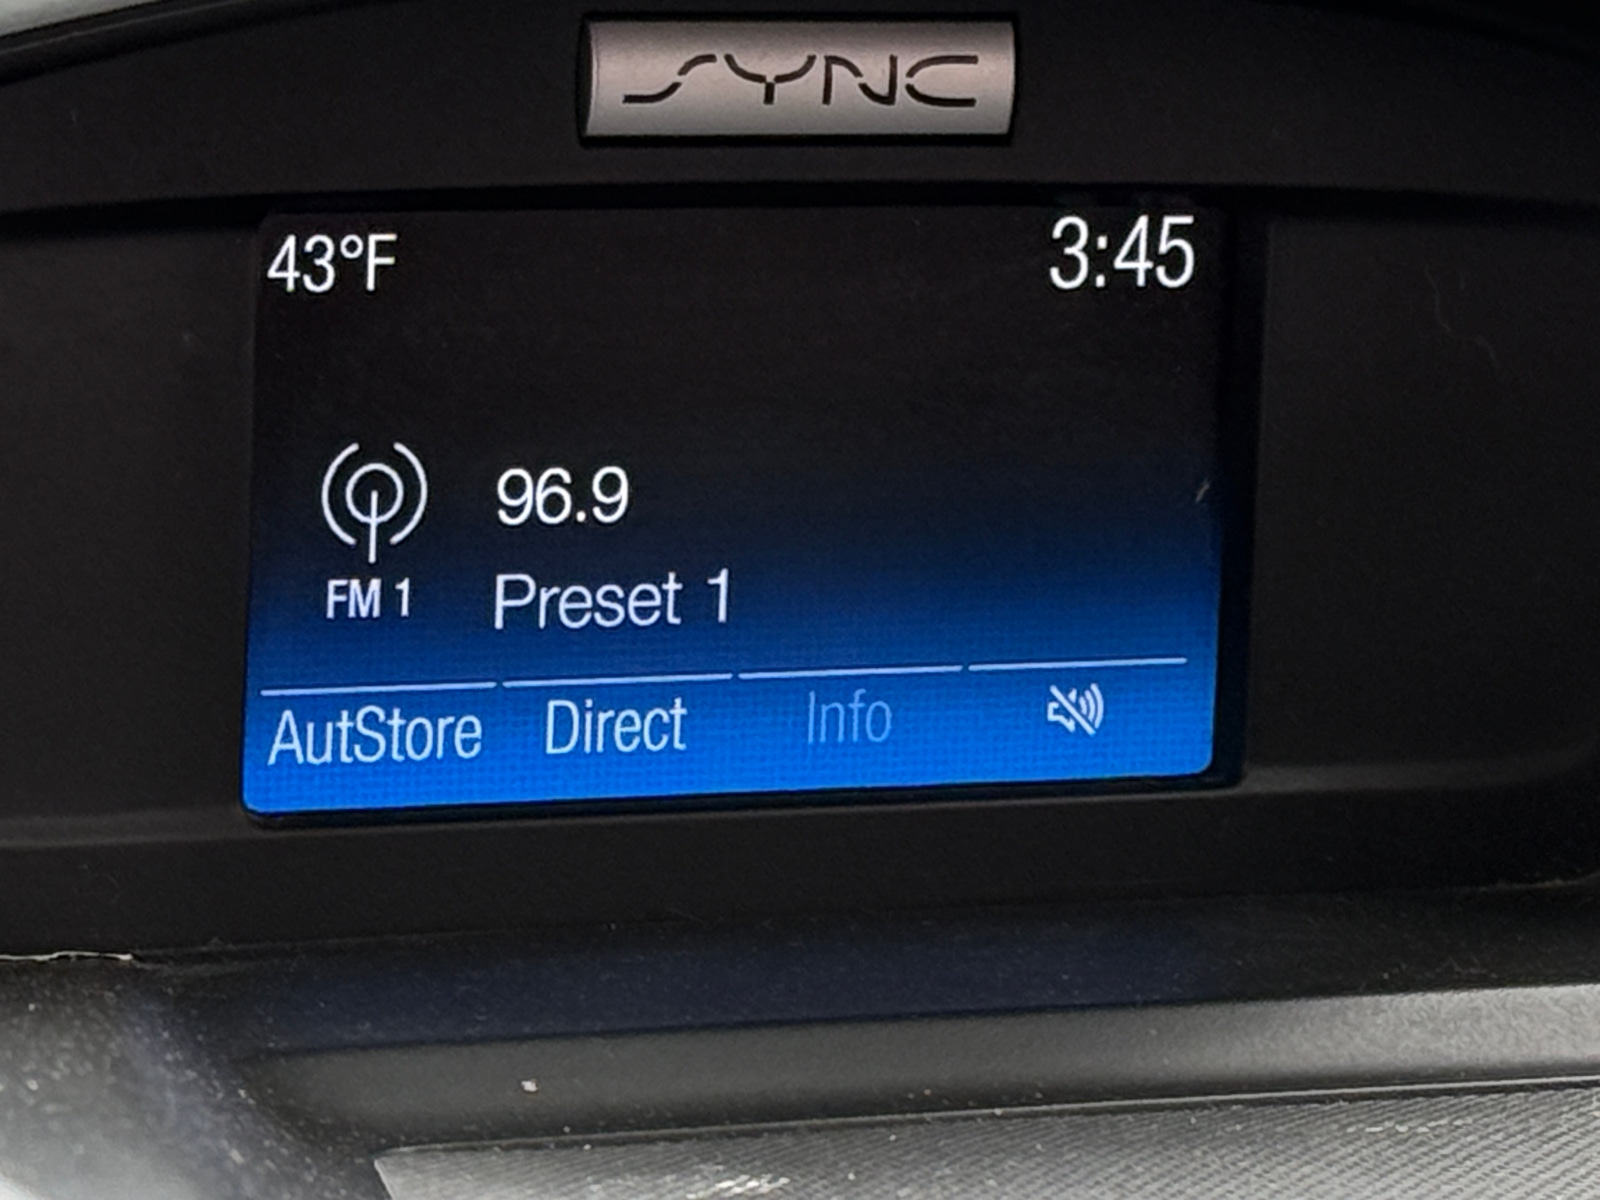 SYNC
43°F 3:45
96.9
FM 1 Preset 1
AutStore Direct Info